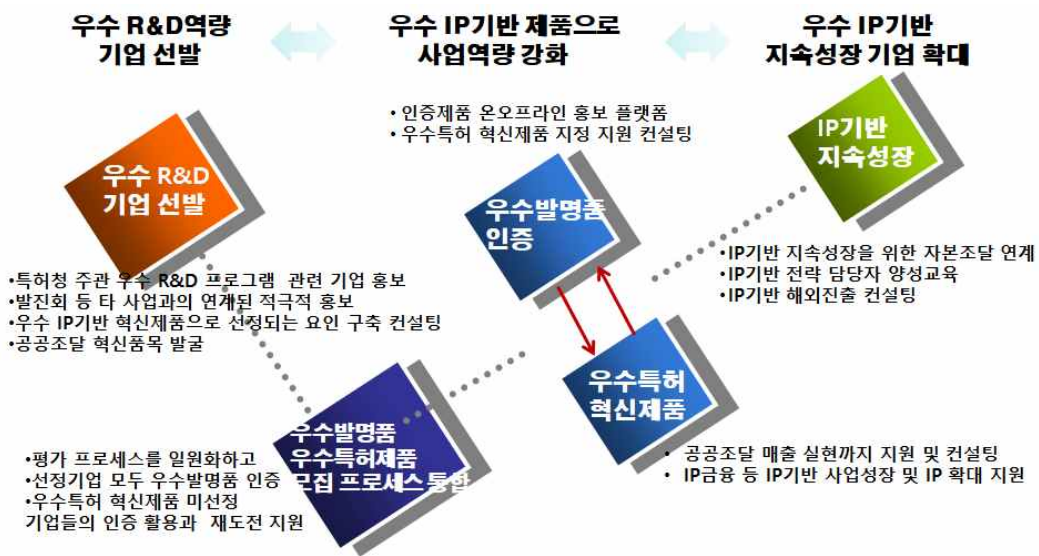 우수 R&D역량
기업 선발
우수 IP기반 제품으로
사업역량 강화
우수 IP기반
지속성장 기업 확대
• 인증제품 온오프라인 홍보 플랫폼
• 우수특허 혁신제품 지정 지원 컨설팅
우수 R&D
기업 선발
•특허청 주관 우수 R&D 프로그램 관련 기업 홍보
•발진회 등 타 사업과의 연계된 적극적 홍보
•우수 IP기반 혁신제품으로 선정되는 요인 구축 컨설팅
•공공조달 혁신품목 발굴
우수발명품
인증
IP기반
지속성장
•IP기반 지속성장을 위한 자본조달 연계
•IP기반 전략 담당자 양성교육
•IP기반 해외진출 컨설팅
우수발명품
우수특허제품
모집 프로세스 통합
•평가 프로세스를 일원화하고
•선정기업 모두 우수발명품 인증
•우수특허 혁신제품 미선정
기업들의 인증 활용과 재도전 지원
우수특허
혁신제품
• 공공조달 매출 실현까지 지원 및 컨설팅
• IP금융 등 IP기반 사업성장 및 IP 확대 지원